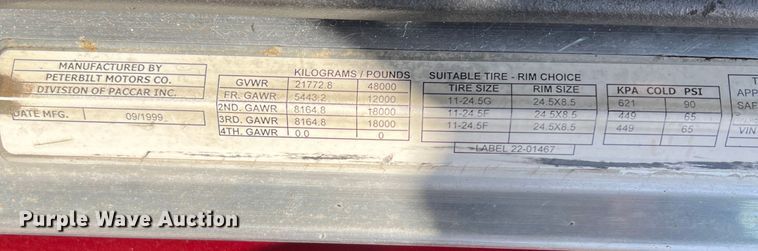 MANUFACTURED BY
PETERBILT MOTORS CO.
DIVISION OF PACCAR INC.
DATE MFG. 09/1999
KILOGRAMS / POUNDS
GVWR 21772.8 48000
FR. GAWR 5443.2 12000
2ND. GAWR 8164.8 18000
3RD. GAWR 8164.8 18000
4TH. GAWR 0.0 0
SUITABLE TIRE - RIM CHOICE
TIRE SIZE RIM SIZE KPA COLD PSI
11-24.5G 24.5X8.5 621 90
11-24.5F 24.5X8.5 449 65
11-24.5F 24.5X8.5 449 65
LABEL 22-01467
T
APP
SAF
VIN
Purple Wave Auction